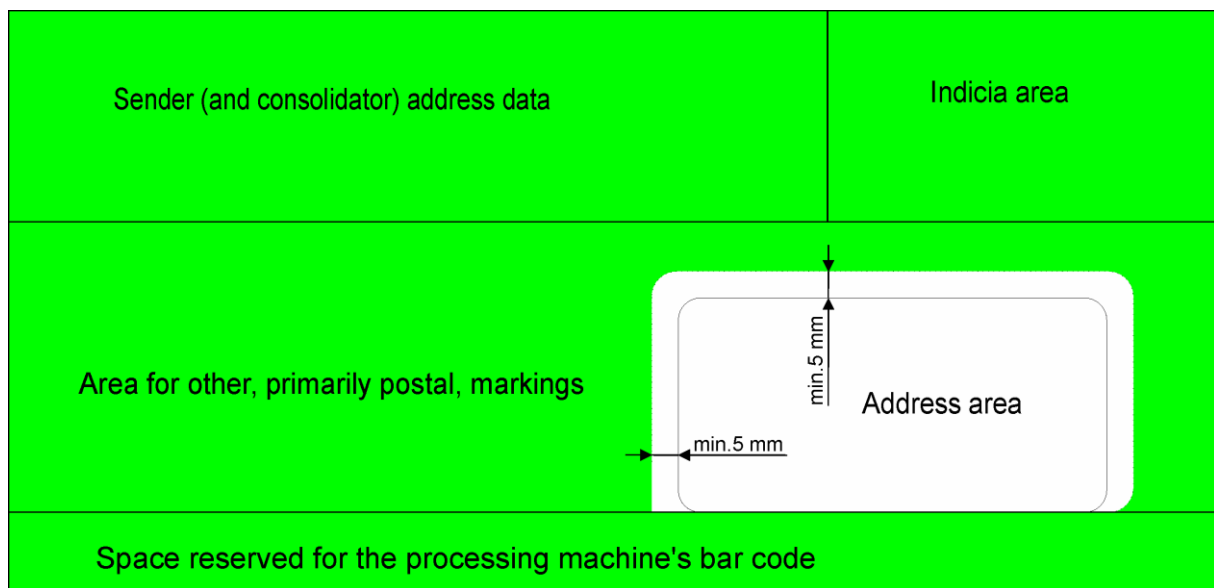 Sender (and consolidator) address data
Indicia area
Area for other, primarily postal, markings
min.5 mm
Address area
min.5 mm
Space reserved for the processing machine's bar code